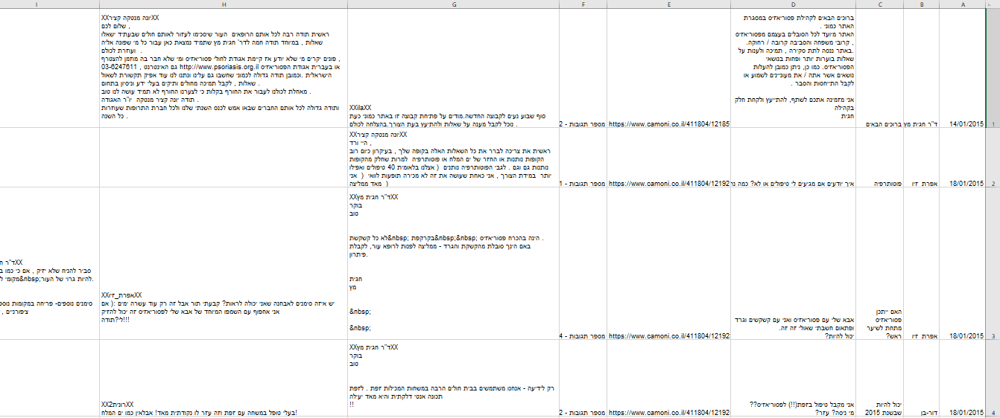 I H G F E D C B A
1
14/01/2015
ד"ר חגית מץ
ברוכים הבאים
ברוכים הבאים לקהילת פסוריאזיס במסגרת
האתר כמוני .
האתר מיועד לכל הסובלים בעצמם מפסוריאזיס
, קרובי משפחה והסביבה קרובה / רחוקה.
.באתר ננסה לתת סקירה , תמיכה ולענות על
שאלות בוערות יותר ופחות בנושאי
הפסוריאזיס. כמו כן, ניתן כמובן להעלות
נושאים אשר אתה / את מעוניינים לשמוע או
לקבל התייחסות והסבר .
אני מזמינה אתכם לשתף, להתייעץ ולקחת חלק
בקהילה
חגית
https://www.camoni.co.il/411804/12185
מספר תגובות - 2
XXilaXX
סוף שבוע נעים לקבוצה החדשה.מודים על פתיחת קבוצה זו באתר כמוני כעת
. נוכל לקבל מענה על שאלות ולהתיעץ בעת הצורך.בהצלחה לכולם
XXיונה מנטקה קצירXX
, שלום לכם
ראשית תודה רבה לכל אותם הרופאים העור שיסכימו לעזור לאותם חולים שבעתיד ישאלו
שאלות , במיוחד תודה חמה לדר' חגית מץ שתמיד נמצאת כאן עבור כל מי שפונה אליה
. ועוזרת לכולם
, פונים יקרים מי שלא יודע אז קיימת אגודת לחולי פסוריאזיס ומי שלא חבר בה מוזמן להצטרף
03-6247611 , גם האינטרנט http://www.psoriasis.org.il או בעברית אגודת הפסוריאזיס
הישראלית .וכמובן תודה גדולה לכמוני שחשבו גם עלינו ונתנו לנו עוד אפיק תקשורת לשאול
. שאלות , לקבל תמיכה מחולים ותיקים בעלי ידע וניסיון בתחום
. מאחלת לכולנו לעבור את החורף בקלות כי לצערנו החורף לא תמיד עושה לנו טוב
. תודה יונה קציר מנטקה יו"ר האגודה
ותודה גדולה לכל אותם החברים שבאו אמש לכנס השנתי שלנו ולכל חברת התרופות שעוזרות
. כל השנה
2
18/01/2015
אפרת זיו
פוטותרפיה
איך יודעים אם מגיעים לי טיפולים או לא? כמה
https://www.camoni.co.il/411804/12192
מספר תגובות - 1
XXיונה מנטקה קצירXX
, היי ורד
ראשית את צריכה לברר את כל השאלות האלה בקופה שלך , בעיקרון כיום רוב
הקופות נותנות או החזר של ים המלח או פוטותרפיה למרות שחלק מהקופות
נותנות גם וגם . לגבי הפוטותרפיה נותנים ( אצלנו בלאומית 40 טיפולים ואפילו
יותר במידת הצורך , אני כאחת שעושה את זה לא מכירה תופעות לוואי ( אני
( מאד ממליצה
3
18/01/2015
אפרת זיו
האם ייתכן
פסוריאזיס
מתחת לשיער
ראש?
אבא שלי עם פסוריאזיס ואני עם קשקשים וגרד
ופתאום חשבתי שאולי זה זה.
יכול להיות?
https://www.camoni.co.il/411804/12192
מספר תגובות - 4
XXד"ר חגית מץXX
בוקר
טוב
לא כל קשקשת&nbsp; בקרקפת&nbsp;&nbsp; הינה בהכרח פסוריאזיס .
באם הינך סובלת מהקשקת והגרד - ממליצה לפנות לרופא עור, לקבלת
פיתרון.
חגית
מץ
&nbsp;
&nbsp;
XXאפרת_זיוXX
יש איזה סימנים לאבחנה שאני יכולה לראות? קבעתי תור אבל זה רק עוד עשרה ימים :( אם
אני אחפוף עם השמפו המיוחד של אבא שלי לפסוריאזיס זה יכול להזיק
לי?תודה!!!
XXד"ר
סביר להניח שלא יזיק , אם כי כמו
להיות גרוי של העור&nbsp;מקומי
סימנים נוספים- פריחה במקומות
ציפורניים ,
4
18/01/2015
דור-בן
יכול להיות
שבשנת 2015
אני מקבל טיפול בזפת(!!) לפסוריאזיס??
מי ניסה? עזר?
https://www.camoni.co.il/411804/12192
מספר תגובות - 2
XXד"ר חגית מץXX
בוקר
טוב
רק לידיעה - אנחנו משתמשים בבית חולים הרבה במשחות המכילות זפת . לזפת
תכונה אנטי דלקתית והיא מאד יעילה
!!
XXרונית2XX
בעלי טופל במשחה עם זפת וזה עזר לו נקודתית מאד! אבלאין כמו ים המלח!